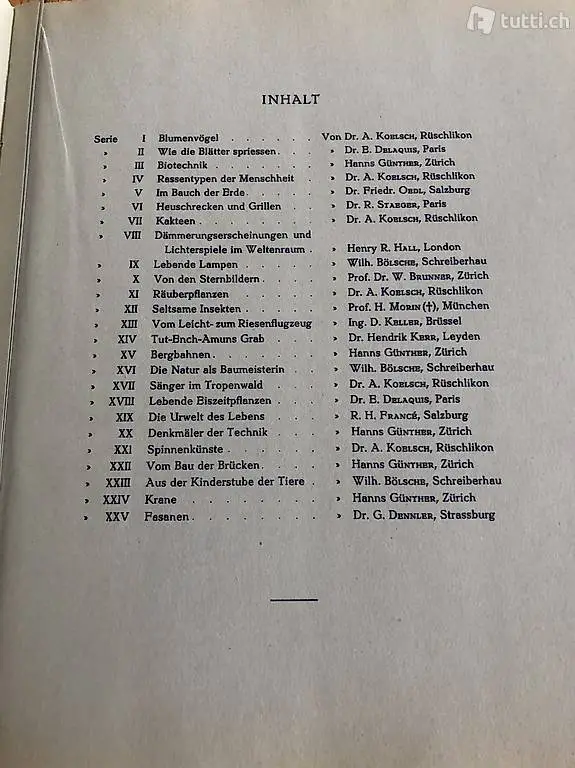 tutti.ch
INHALT
Serie I Blumenvögel . . . . . . Von Dr. A. Koelsch, Rüschlikon
» II Wie die Blätter spriessen . . . » Dr. E. Delaquis, Paris
» III Biotechnik . . . . . . . » Hanns Günther, Zürich
» IV Rassentypen der Menschheit . . » Dr. A. Koelsch, Rüschlikon
» V Im Bauch der Erde . . . . . » Dr. Friedr. Oedl, Salzburg
» VI Heuschrecken und Grillen . . . » Dr. R. Staeger, Paris
» VII Kakteen . . . . . . . . » Dr. A. Koelsch, Rüschlikon
» VIII Dämmerungserscheinungen und
Lichterspiele im Weltenraum . » Henry R. Hall, London
» IX Lebende Lampen . . . . . » Wilh. Bölsche, Schreiberhau
» X Von den Sternbildern . . . . » Prof. Dr. W. Brunner, Zürich
» XI Räuberpflanzen . . . . . » Dr. A. Koelsch, Rüschlikon
» XII Seltsame Insekten . . . . . » Prof. H. Morin (†), München
» XIII Vom Leicht- zum Riesenflugzeug » Ing. D. Keller, Brüssel
» XIV Tut-Ench-Amuns Grab . . . . » Dr. Hendrik Kerr, Leyden
» XV Bergbahnen . . . . . . . » Hanns Günther, Zürich
» XVI Die Natur als Baumeisterin . . » Wilh. Bölsche, Schreiberhau
» XVII Sänger im Tropenwald . . . » Dr. A. Koelsch, Rüschlikon
» XVIII Lebende Eiszeitpflanzen . . . » Dr. E. Delaquis, Paris
» XIX Die Urwelt des Lebens . . . » R. H. Francé, Salzburg
» XX Denkmäler der Technik . . . » Hanns Günther, Zürich
» XXI Spinnenkünste . . . . . . » Dr. A. Koelsch, Rüschlikon
» XXII Vom Bau der Brücken . . . . » Hanns Günther, Zürich
» XXIII Aus der Kinderstube der Tiere . » Wilh. Bölsche, Schreiberhau
» XXIV Krane . . . . . . . . » Hanns Günther, Zürich
» XXV Fasanen . . . . . . . . » Dr. G. Dennler, Strassburg